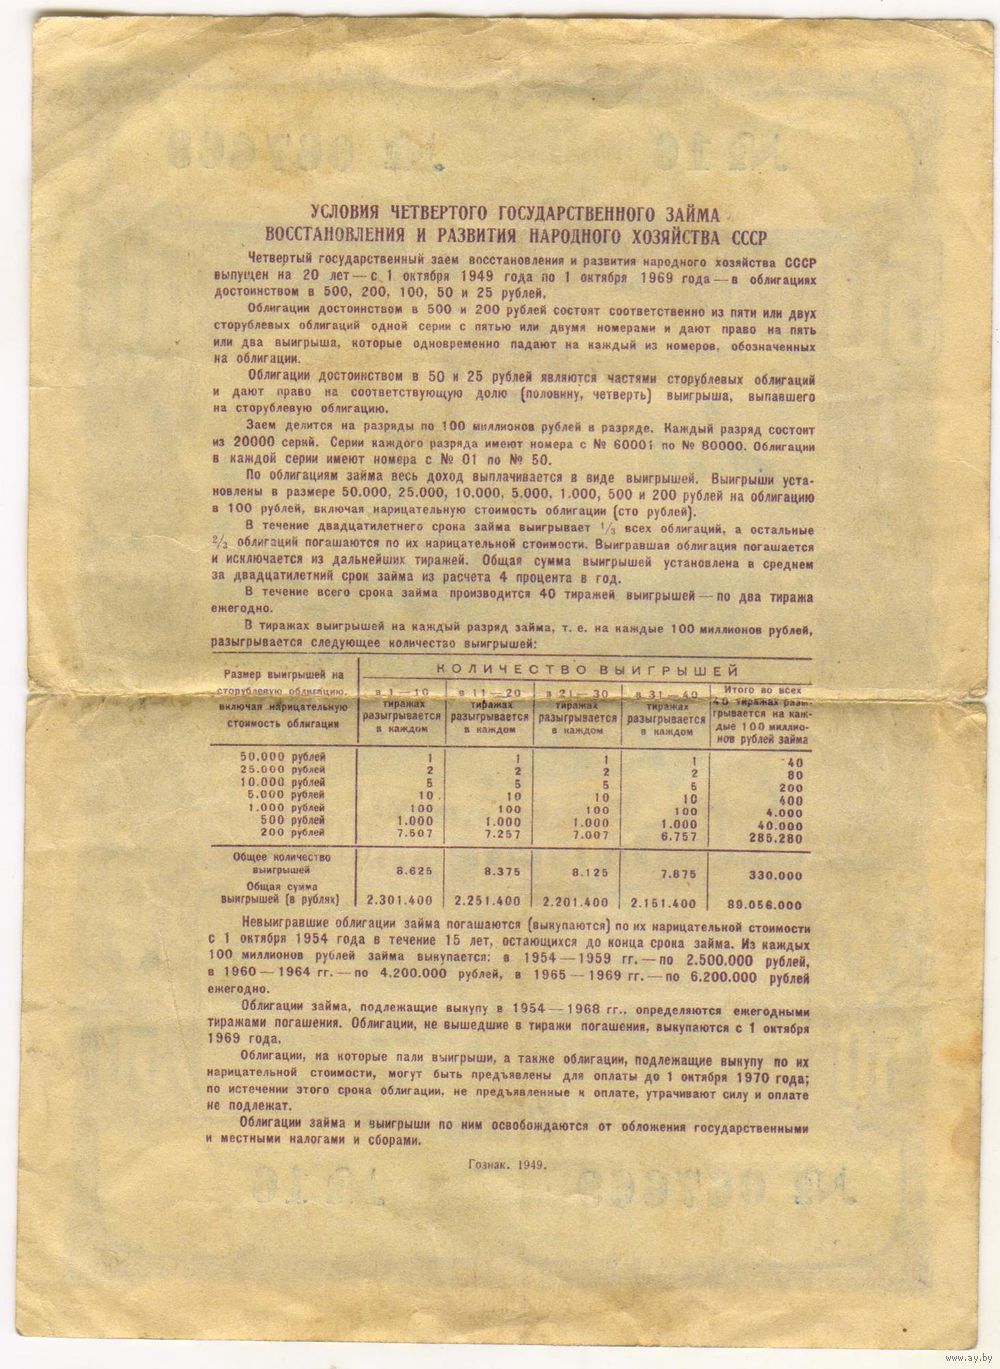 УСЛОВИЯ ЧЕТВЕРТОГО ГОСУДАРСТВЕННОГО ЗАЙМА
ВОССТАНОВЛЕНИЯ И РАЗВИТИЯ НАРОДНОГО ХОЗЯЙСТВА СССР
Четвертый государственный заем восстановления и развития народного хозяйства СССР
выпущен на 20 лет — с 1 октября 1949 года по 1 октября 1969 года — в облигациях
достоинством в 500, 200, 100, 50 и 25 рублей.
Облигации достоинством в 500 и 200 рублей состоят соответственно из пяти или двух
сторублевых облигаций одной серии с пятью или двумя номерами и дают право на пять
или два выигрыша, которые одновременно падают на каждый из номеров, обозначенных
на облигации.
Облигации достоинством в 50 и 25 рублей являются частями сторублевых облигаций
и дают право на соответствующую долю (половину, четверть) выигрыша, выпавшего
на сторублевую облигацию.
Заем делится на разряды по 100 миллионов рублей в разряде. Каждый разряд состоит
из 20000 серий. Серии каждого разряда имеют номера с № 60001 по № 80000. Облигации
в каждой серии имеют номера с № 01 по № 50.
По облигациям займа весь доход выплачивается в виде выигрышей. Выигрыши уста-
новлены в размере 50.000, 25.000, 10.000, 5.000, 1.000, 500 и 200 рублей на облигацию
в 100 рублей, включая нарицательную стоимость облигации (сто рублей).
В течение двадцатилетнего срока займа выигрывает 1/3 всех облигаций, а остальные
2/3 облигаций погашаются по их нарицательной стоимости. Выигравшая облигация погашается
и исключается из дальнейших тиражей. Общая сумма выигрышей установлена в среднем
за двадцатилетний срок займа из расчета 4 процента в год.
В течение всего срока займа производится 40 тиражей выигрышей — по два тиража
ежегодно.
В тиражах выигрышей на каждый разряд займа, т. е. на каждые 100 миллионов рублей,
разыгрывается следующее количество выигрышей:
Размер выигрышей на
сторублевую облигацию,
включая нарицательную
стоимость облигации
КОЛИЧЕСТВО ВЫИГРЫШЕЙ
в 1—10
тиражах
разыгрывается
в каждом
в 11—20
тиражах
разыгрывается
в каждом
в 21—30
тиражах
разыгрывается
в каждом
в 31—40
тиражах
разыгрывается
в каждом
Итого во всех
40 тиражах разы-
грывается на каж-
дые 100 миллио-
нов рублей займа
50.000 рублей 1 1 1 1 40
25.000 рублей 2 2 2 2 80
10.000 рублей 5 5 5 5 200
5.000 рублей 10 10 10 10 400
1.000 рублей 100 100 100 100 4.000
500 рублей 1.000 1.000 1.000 1.000 40.000
200 рублей 7.507 7.257 7.007 6.757 285.280
Общее количество
выигрышей 8.625 8.375 8.125 7.875 330.000
Общая сумма
выигрышей (в рублях) 2.301.400 2.251.400 2.201.400 2.151.400 89.056.000
Невыигравшие облигации займа погашаются (выкупаются) по их нарицательной стоимости
с 1 октября 1954 года в течение 15 лет, остающихся до конца срока займа. Из каждых
100 миллионов рублей займа выкупается: в 1954—1959 гг. — по 2.500.000 рублей,
в 1960—1964 гг. — по 4.200.000 рублей, в 1965—1969 гг. — по 6.200.000 рублей
ежегодно.
Облигации займа, подлежащие выкупу в 1954—1968 гг., определяются ежегодными
тиражами погашения. Облигации, не вышедшие в тиражи погашения, выкупаются с 1 октября
1969 года.
Облигации, на которые пали выигрыши, а также облигации, подлежащие выкупу по их
нарицательной стоимости, могут быть предъявлены для оплаты до 1 октября 1970 года;
по истечении этого срока облигации, не предъявленные к оплате, утрачивают силу и оплате
не подлежат.
Облигации займа и выигрыши по ним освобождаются от обложения государственными
и местными налогами и сборами.
Гознак. 1949.
www.ay.by